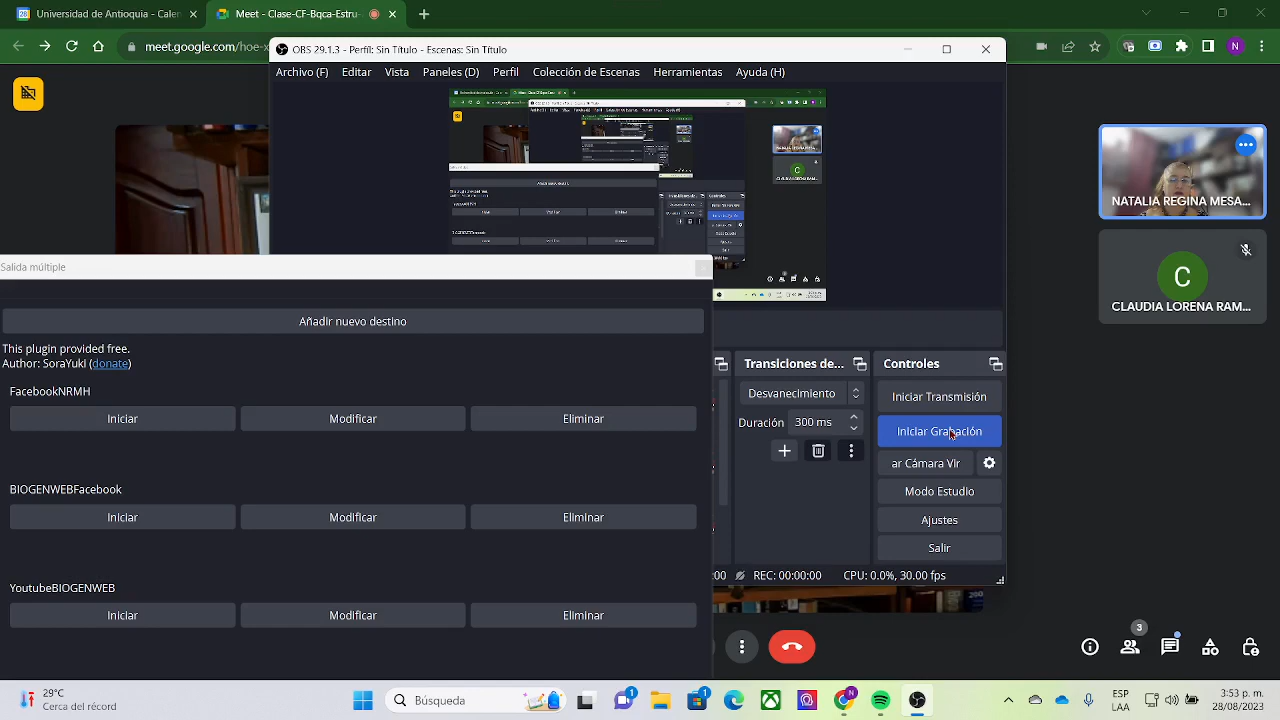 Universidad de Antioquia - Calen
Meet - Clase-CF-Bqa-Estru
meet.google.com/hoe-x
OBS 29.1.3 - Perfil: Sin Título - Escenas: Sin Título
Archivo (F) Editar Vista Paneles (D) Perfil Colección de Escenas Herramientas Ayuda (H)
NATALIA REGINA MESA...
C
CLAUDIA LORENA RAM...
Salida múltiple
Añadir nuevo destino
This plugin provided free.
Author: SoraYuki (donate)
FacebookNRMH
Iniciar Modificar Eliminar
BIOGENWEBFacebook
Iniciar Modificar Eliminar
YoutubeBIOGENWEB
Iniciar Modificar Eliminar
Transiciones de...
Desvanecimiento
Duración 300 ms
Controles
Iniciar Transmisión
Iniciar Grabación
ar Cámara Vir
Modo Estudio
Ajustes
Salir
:00 REC: 00:00:00 CPU: 0.0%, 30.00 fps
3
29°C
Cerca del récord
Búsqueda
1
1
N
ESP
LAA
3:53 p. m.
28/08/2023